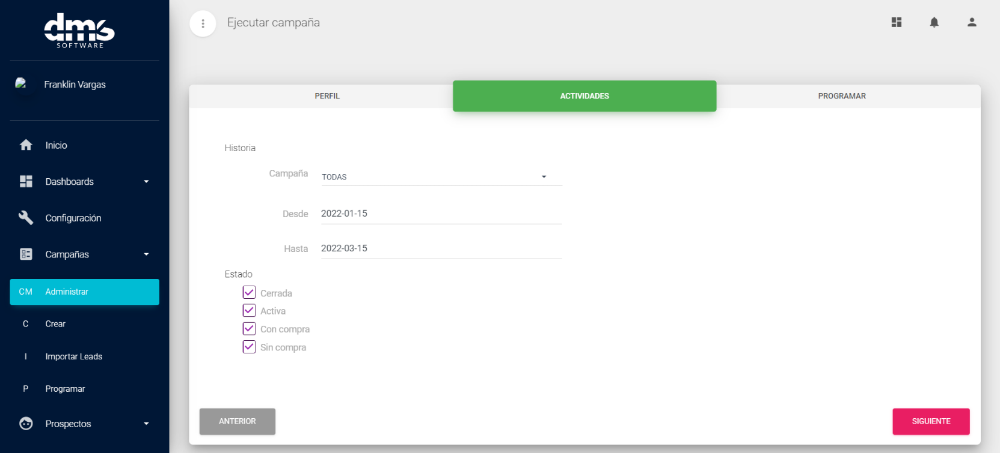 dms
SOFTWARE
Franklin Vargas
Inicio
Dashboards
Configuración
Campañas
CM Administrar
C Crear
I Importar Leads
P Programar
Prospectos
Ejecutar campaña
PERFIL
ACTIVIDADES
PROGRAMAR
Historia
Campaña TODAS
Desde 2022-01-15
Hasta 2022-03-15
Estado
Cerrada
Activa
Con compra
Sin compra
ANTERIOR
SIGUIENTE